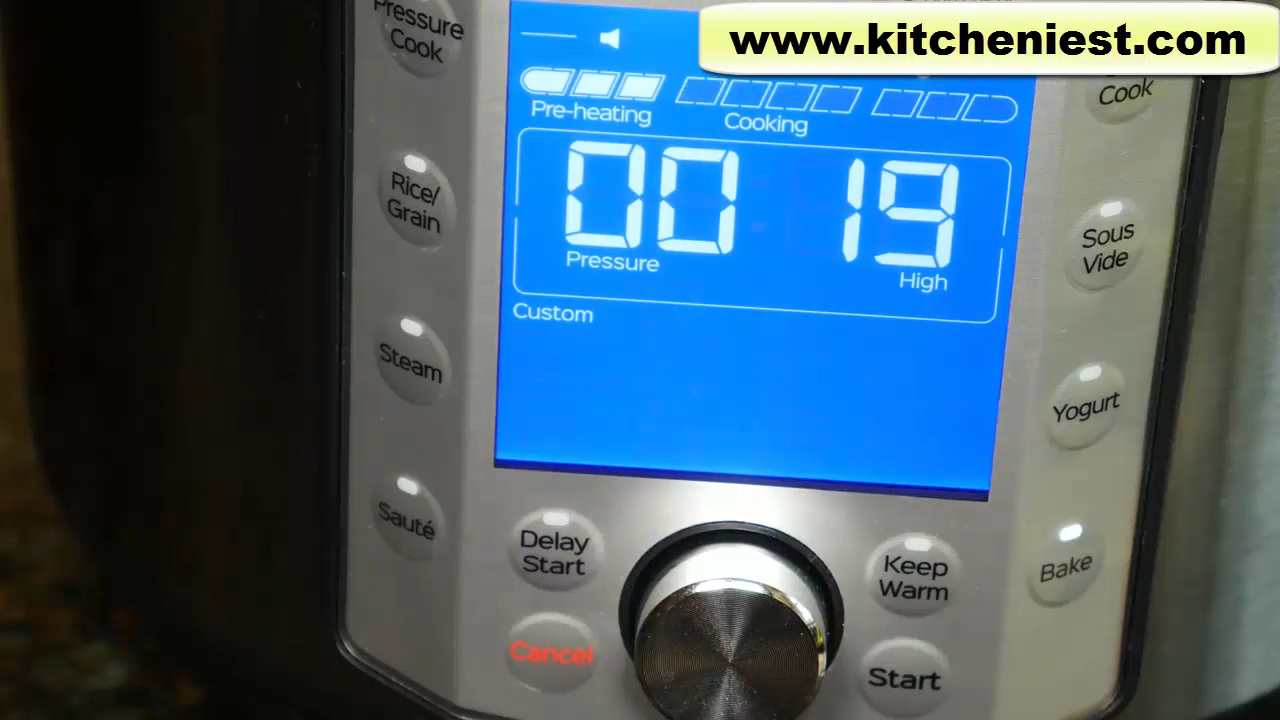 www.kitcheniest.com
Pressure
Cook
Cook
Pre-heating
Cooking
00 19
Pressure
High
Custom
Rice/
Grain
Sous
Vide
Steam
Yogurt
Sauté
Delay
Start
Keep
Warm
Bake
Cancel
Start